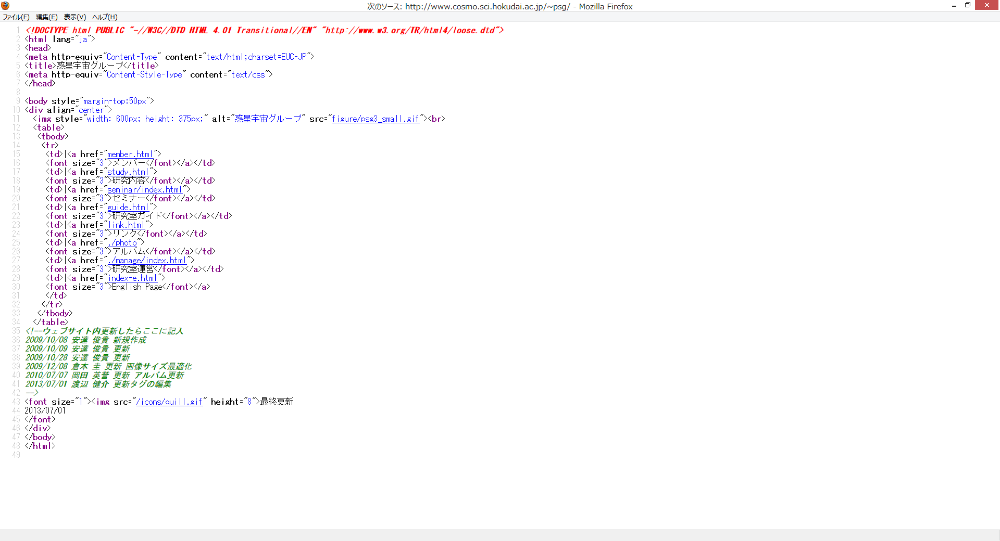 次のソース: http://www.cosmo.sci.hokudai.ac.jp/~psg/ - Mozilla Firefox
ファイル(F) 編集(E) 表示(V) ヘルプ(H)
1 <!DOCTYPE html PUBLIC "-//W3C//DTD HTML 4.01 Transitional//EN" "http://www.w3.org/TR/html4/loose.dtd">
2 <html lang="ja">
3 <head>
4 <meta http-equiv="Content-Type" content="text/html;charset=EUC-JP">
5 <title>惑星宇宙グループ</title>
6 <meta http-equiv="Content-Style-Type" content="text/css">
7 </head>
8
9 <body style="margin-top:50px">
10 <div align="center">
11 <img style="width: 600px; height: 375px;" alt="惑星宇宙グループ" src="figure/psg3_small.gif"><br>
12 <table>
13 <tbody>
14 <tr>
15 <td>|<a href="member.html">
16 <font size="3">メンバー</font></a></td>
17 <td>|<a href="study.html">
18 <font size="3">研究内容</font></a></td>
19 <td>|<a href="seminar/index.html">
20 <font size="3">セミナー</font></a></td>
21 <td>|<a href="guide.html">
22 <font size="3">研究室ガイド</font></a></td>
23 <td>|<a href="link.html">
24 <font size="3">リンク</font></a></td>
25 <td>|<a href="./photo">
26 <font size="3">アルバム</font></a></td>
27 <td>|<a href="./manage/index.html">
28 <font size="3">研究室運営</font></a></td>
29 <td>|<a href="index-e.html">
30 <font size="3">English Page</font></a>
31 </td>
32 </tr>
33 </tbody>
34 </table>
35 <!--ウェブサイト内更新したらここに記入
36 2009/10/08 安達 俊貴 新規作成
37 2009/10/09 安達 俊貴 更新
38 2009/10/28 安達 俊貴 更新
39 2009/12/08 倉本 圭 更新 画像サイズ最適化
40 2010/07/07 岡田 英誉 更新 アルバム更新
41 2013/07/01 渡辺 健介 更新タグの編集
42 -->
43 <font size="1"><img src="/icons/quill.gif" height="8">最終更新
44 2013/07/01
45 </font>
46 </div>
47 </body>
48 </html>
49